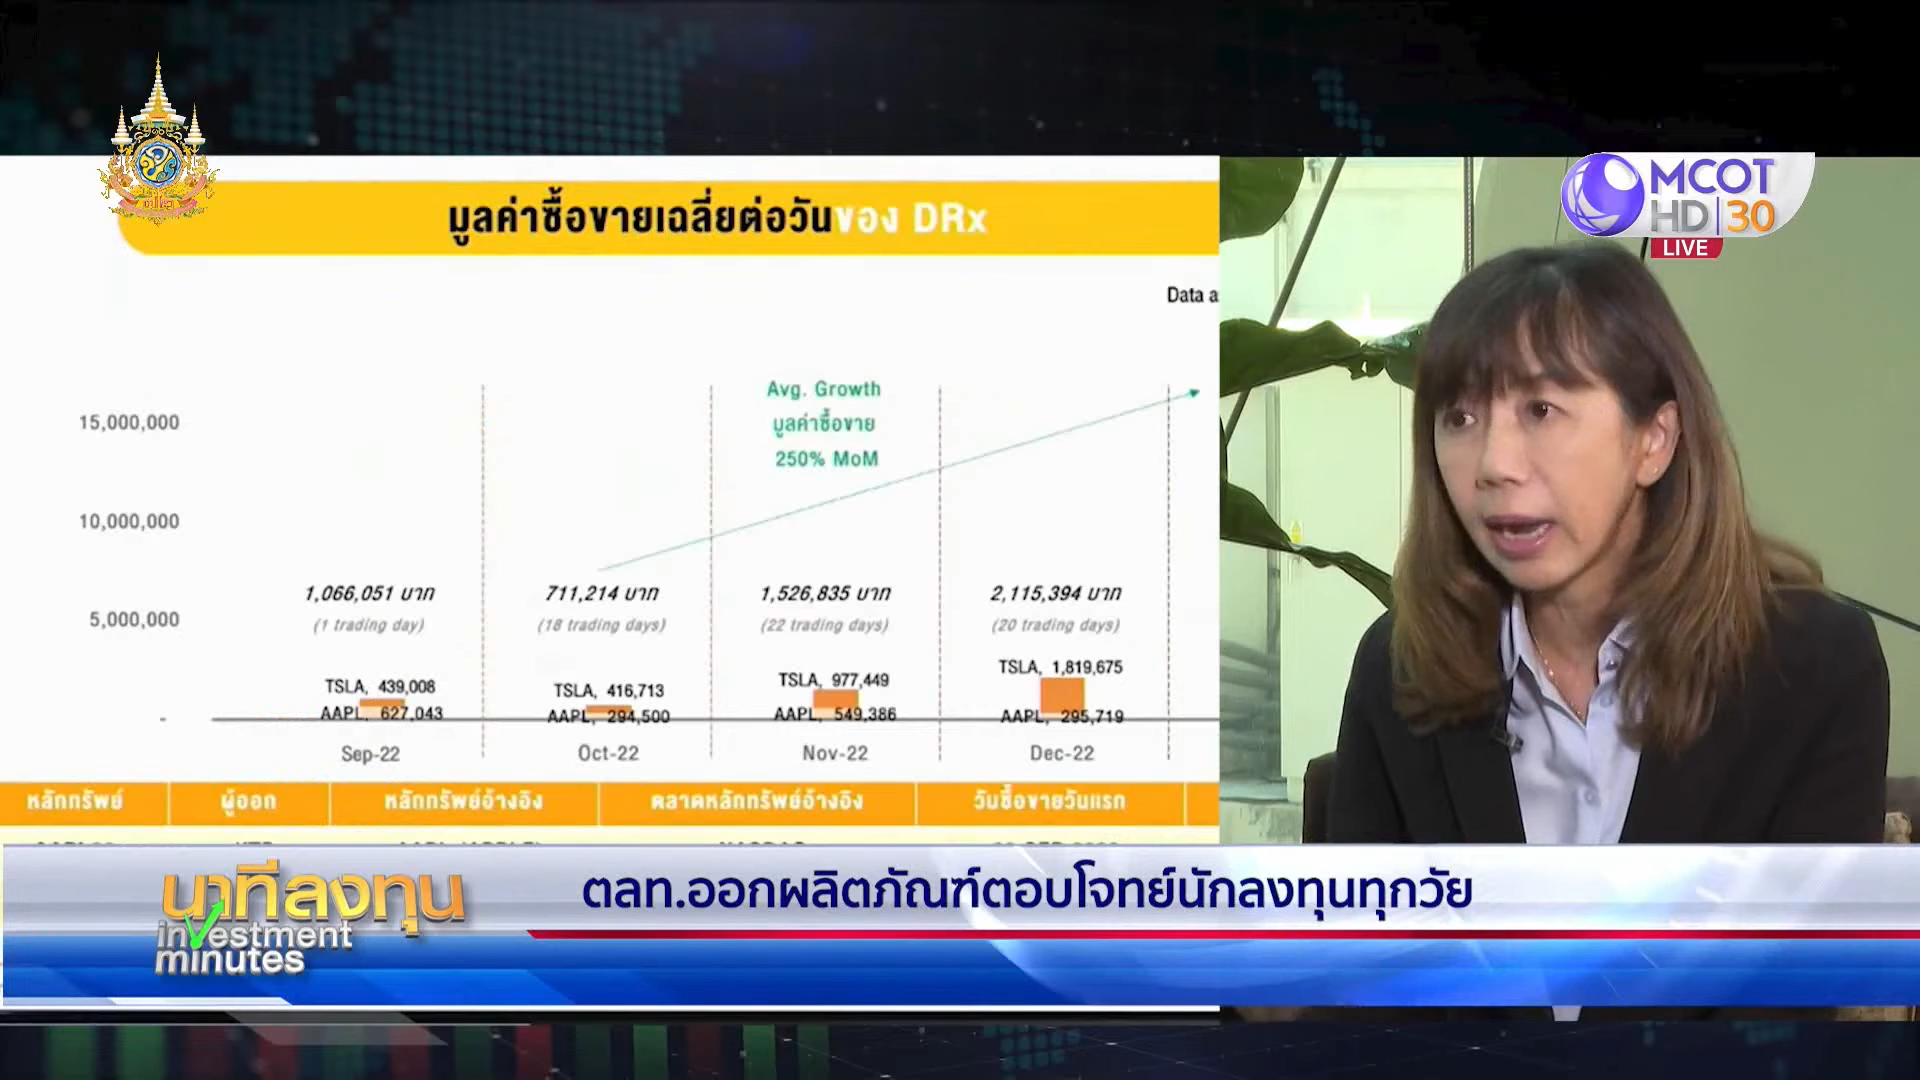 MCOT
HD 30
LIVE
มูลค่าซื้อขายเฉลี่ยต่อวันของ DRx
Data a
Avg. Growth
มูลค่าซื้อขาย
250% MoM
15,000,000
10,000,000
5,000,000
-
1,066,051 บาท
(1 trading day)
711,214 บาท
(18 trading days)
1,526,835 บาท
(22 trading days)
2,115,394 บาท
(20 trading days)
TSLA, 439,008
AAPL, 627,043
TSLA, 416,713
AAPL, 294,500
TSLA, 977,449
AAPL, 549,386
TSLA, 1,819,675
AAPL, 295,719
Sep-22
Oct-22
Nov-22
Dec-22
หลักทรัพย์ ผู้ออก หลักทรัพย์อ้างอิง ตลาดหลักทรัพย์อ้างอิง วันซื้อขายวันแรก
นาทีลงทุน
investment
minutes
ตลท.ออกผลิตภัณฑ์ตอบโจทย์นักลงทุนทุกวัย